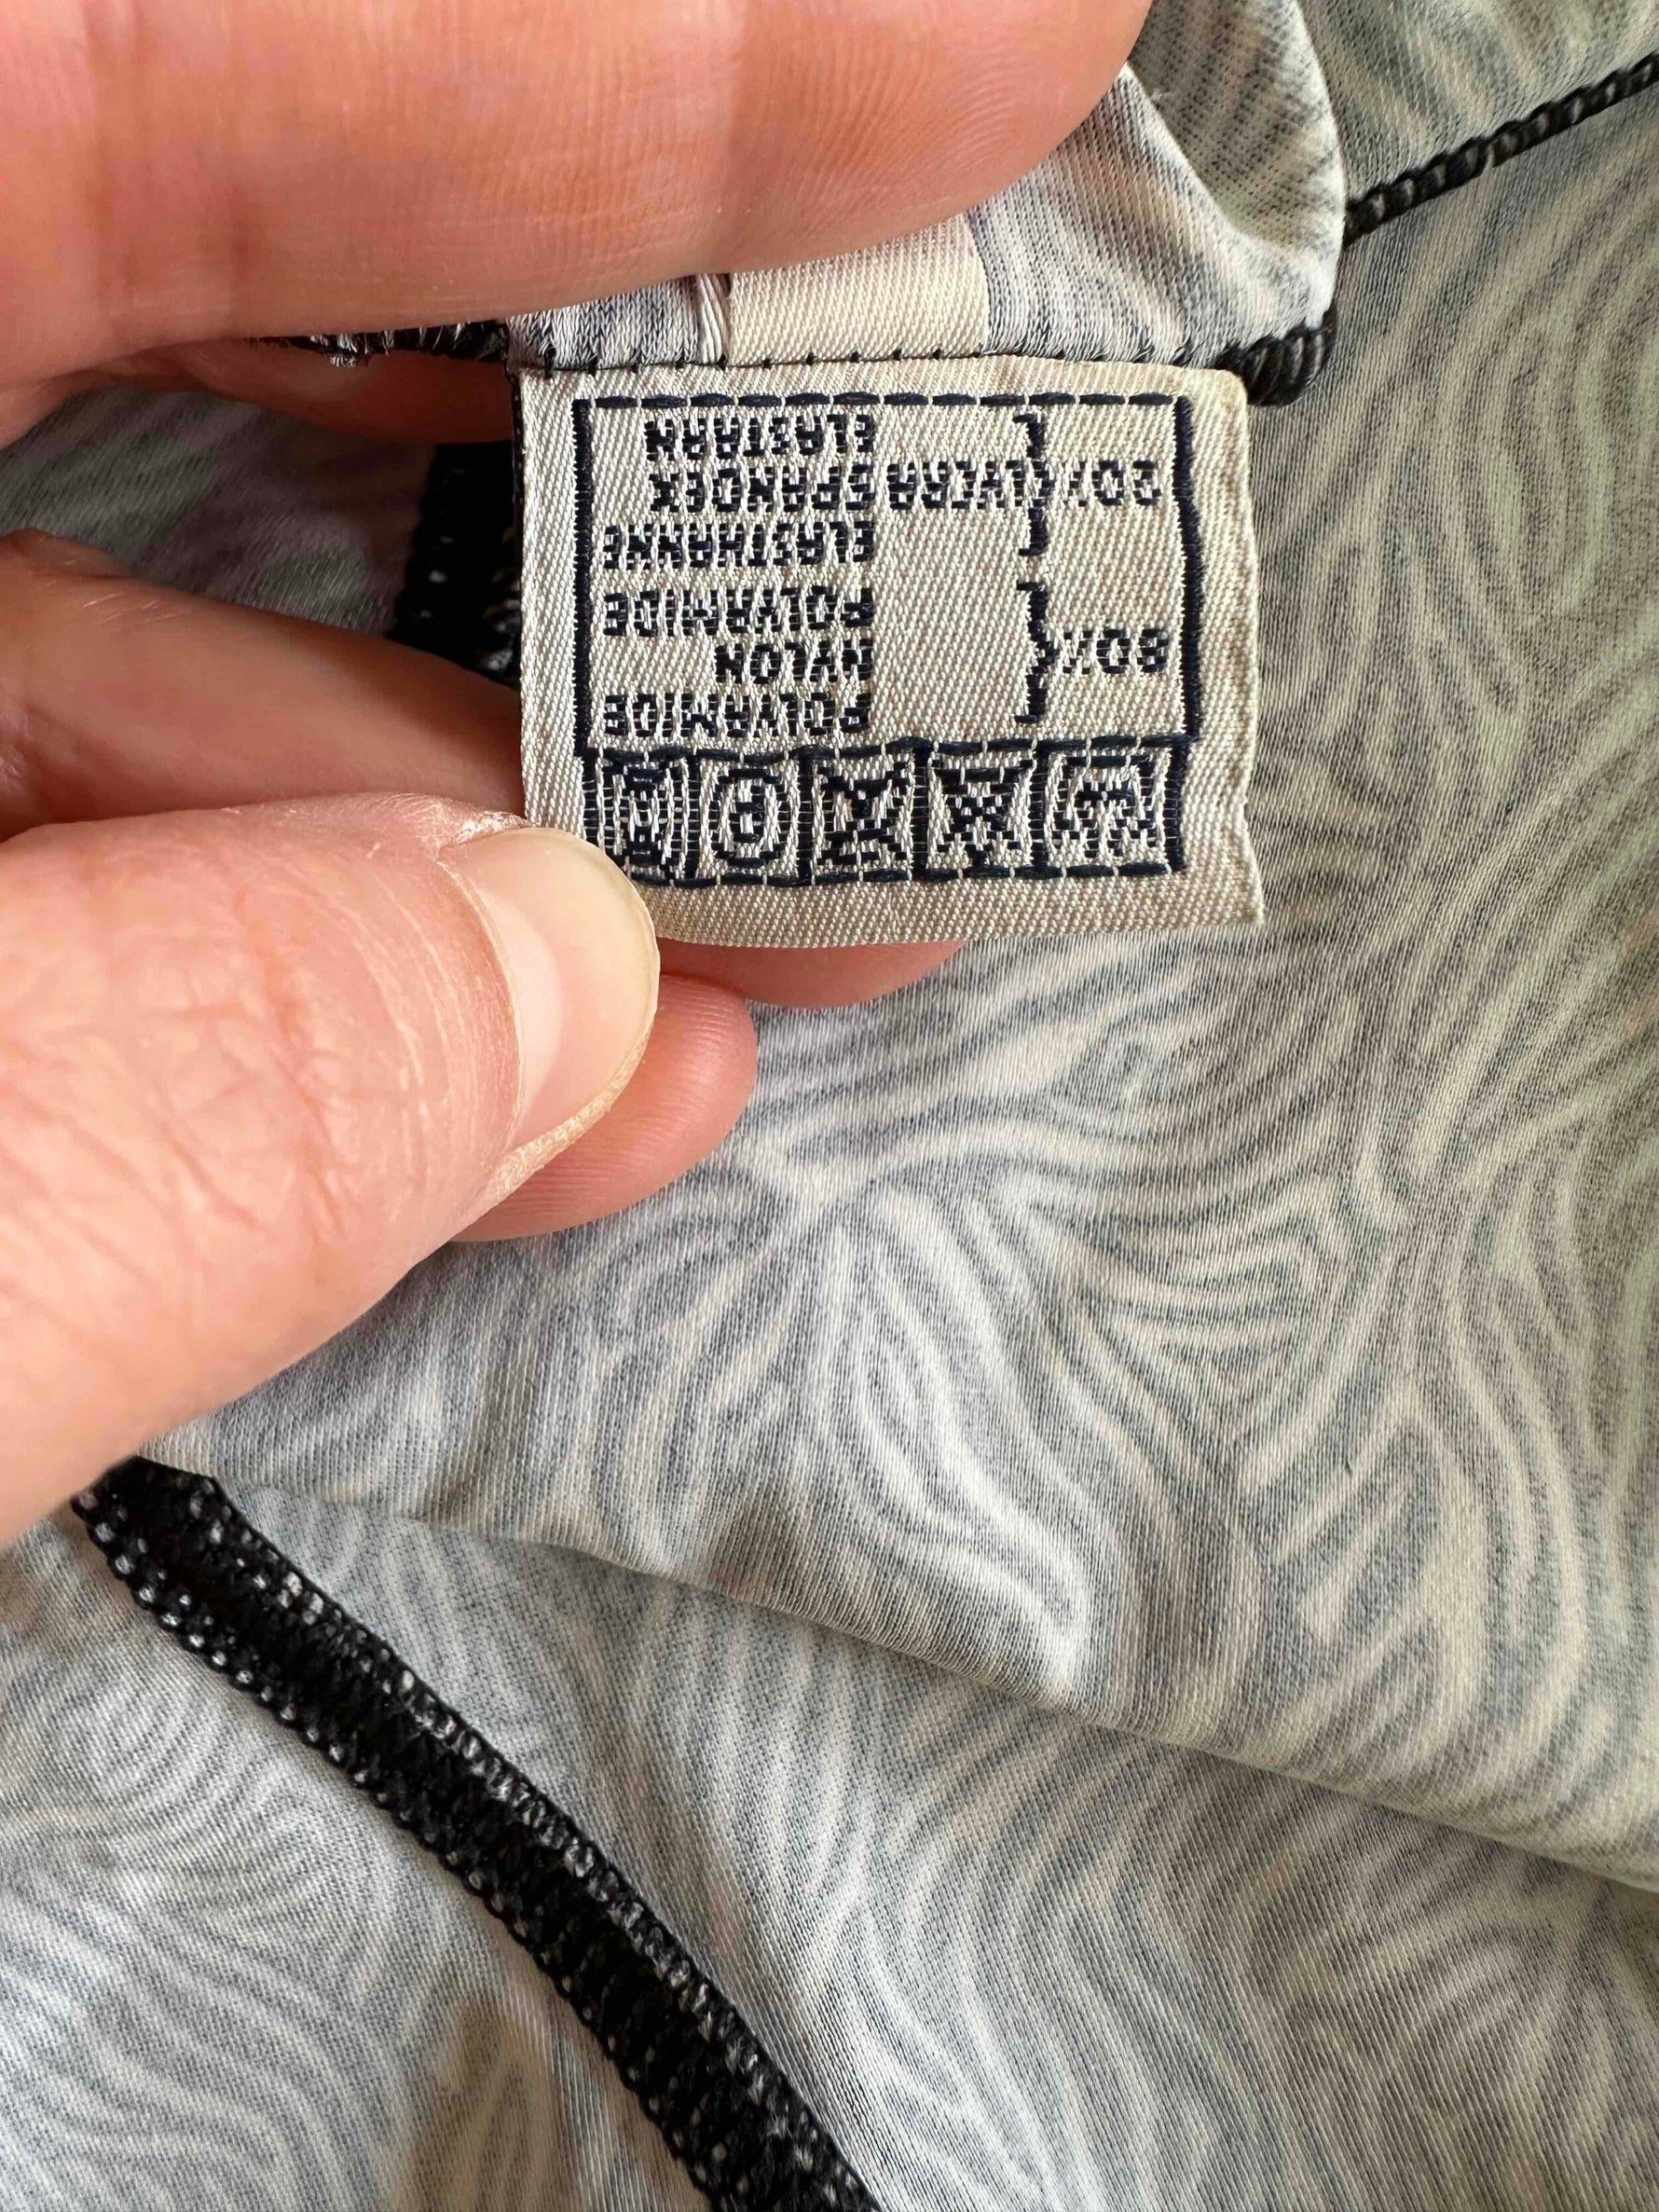 80% { POLYAMIDE
NYLON
POLYAMIDE
ELASTHANNE
20% { LYCRA SPANDEX
ELASTAN